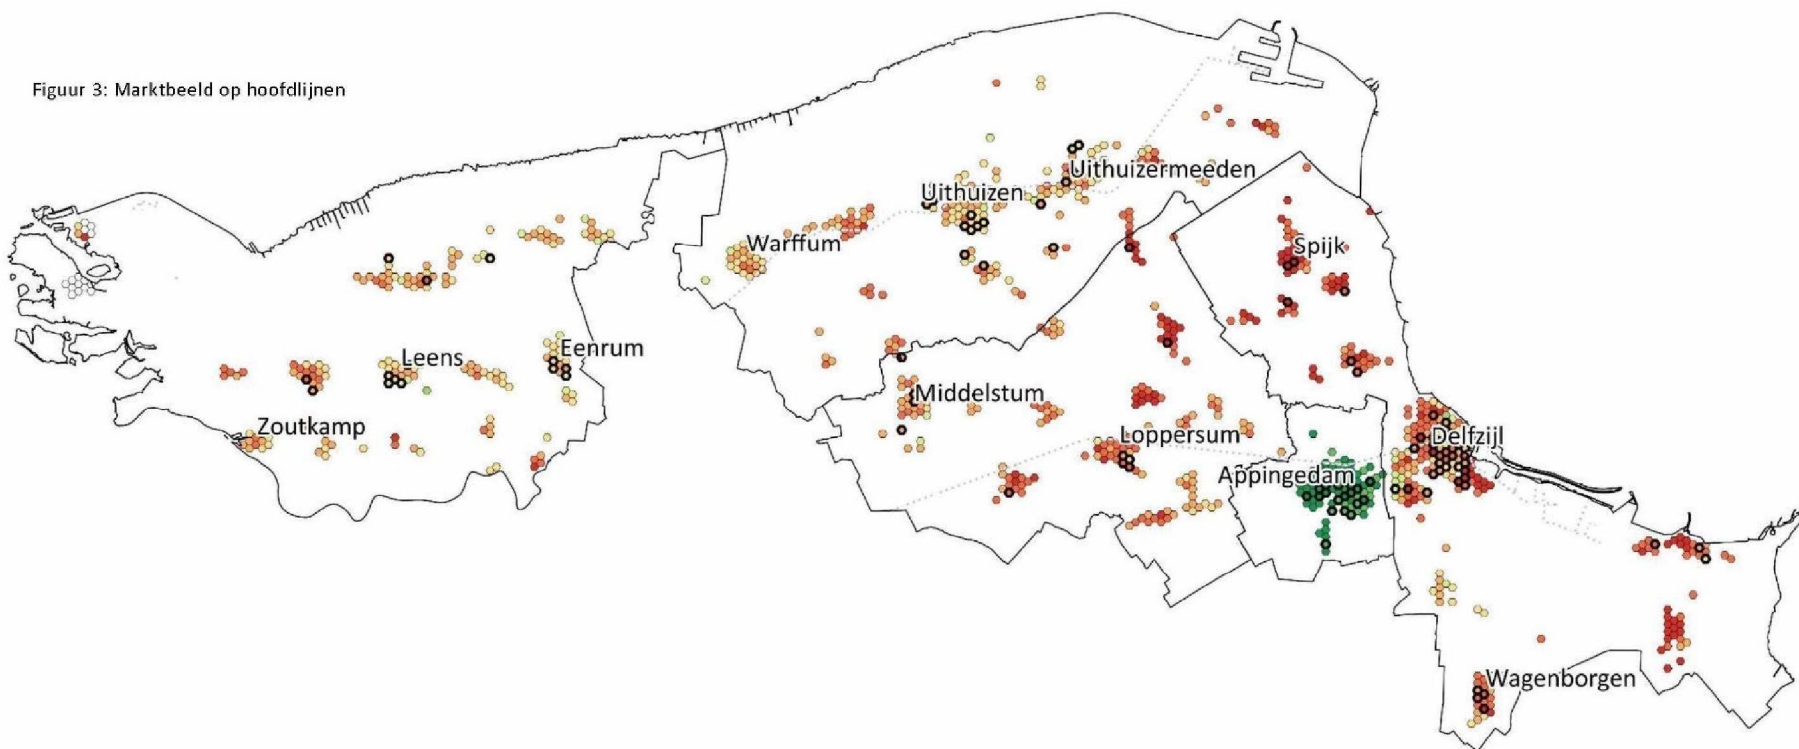 Figuur 3: Marktbeeld op hoofdlijnen
Uithuizermeeden
Uithuizen
Warffum
Spijk
Leens
Eenrum
Middelstum
Zoutkamp
Loppersum
Delfzijl
Appingedam
Wagenborgen